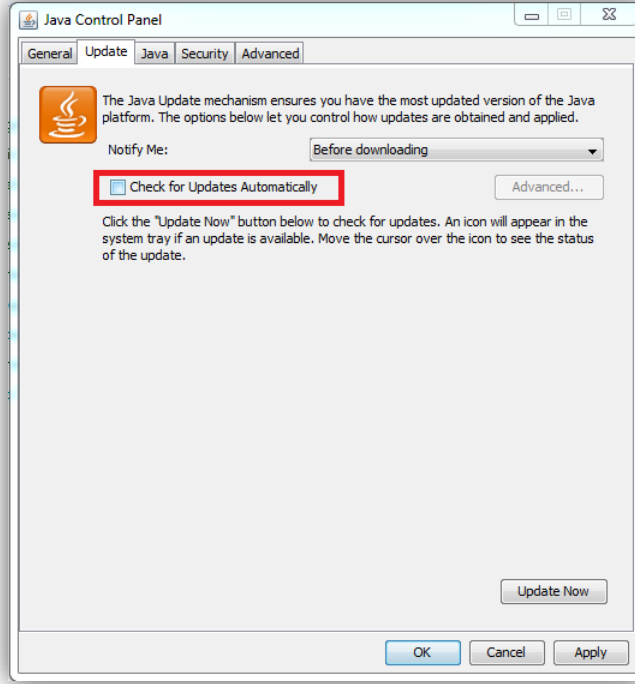 Java Control Panel
General Update Java Security Advanced
The Java Update mechanism ensures you have the most updated version of the Java
platform. The options below let you control how updates are obtained and applied.
Notify Me: Before downloading
Check for Updates Automatically Advanced...
Click the "Update Now" button below to check for updates. An icon will appear in the
system tray if an update is available. Move the cursor over the icon to see the status
of the update.
Update Now
OK Cancel Apply